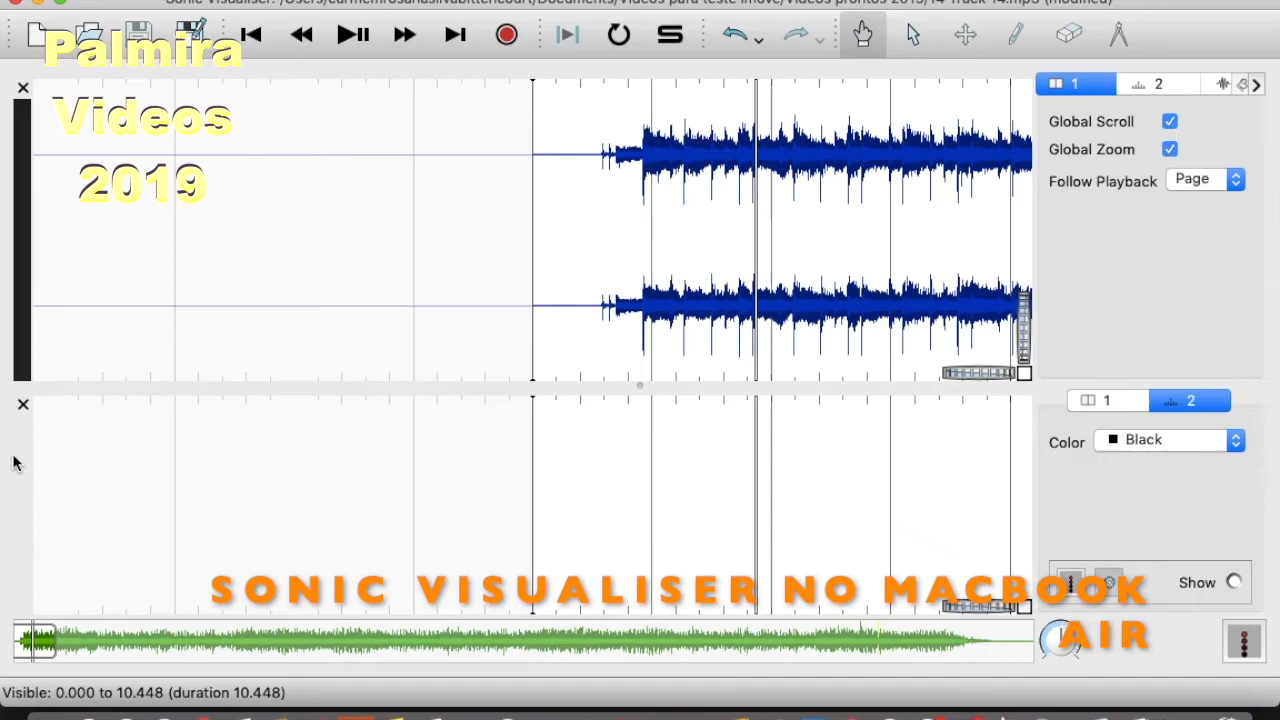 Palmira
Videos
2019
1
2
Global Scroll
Global Zoom
Follow Playback
Page
1
2
Color
Black
Show
SONIC VISUALISER NO MACBOOK
AIR
Visible: 0.000 to 10.448 (duration 10.448)